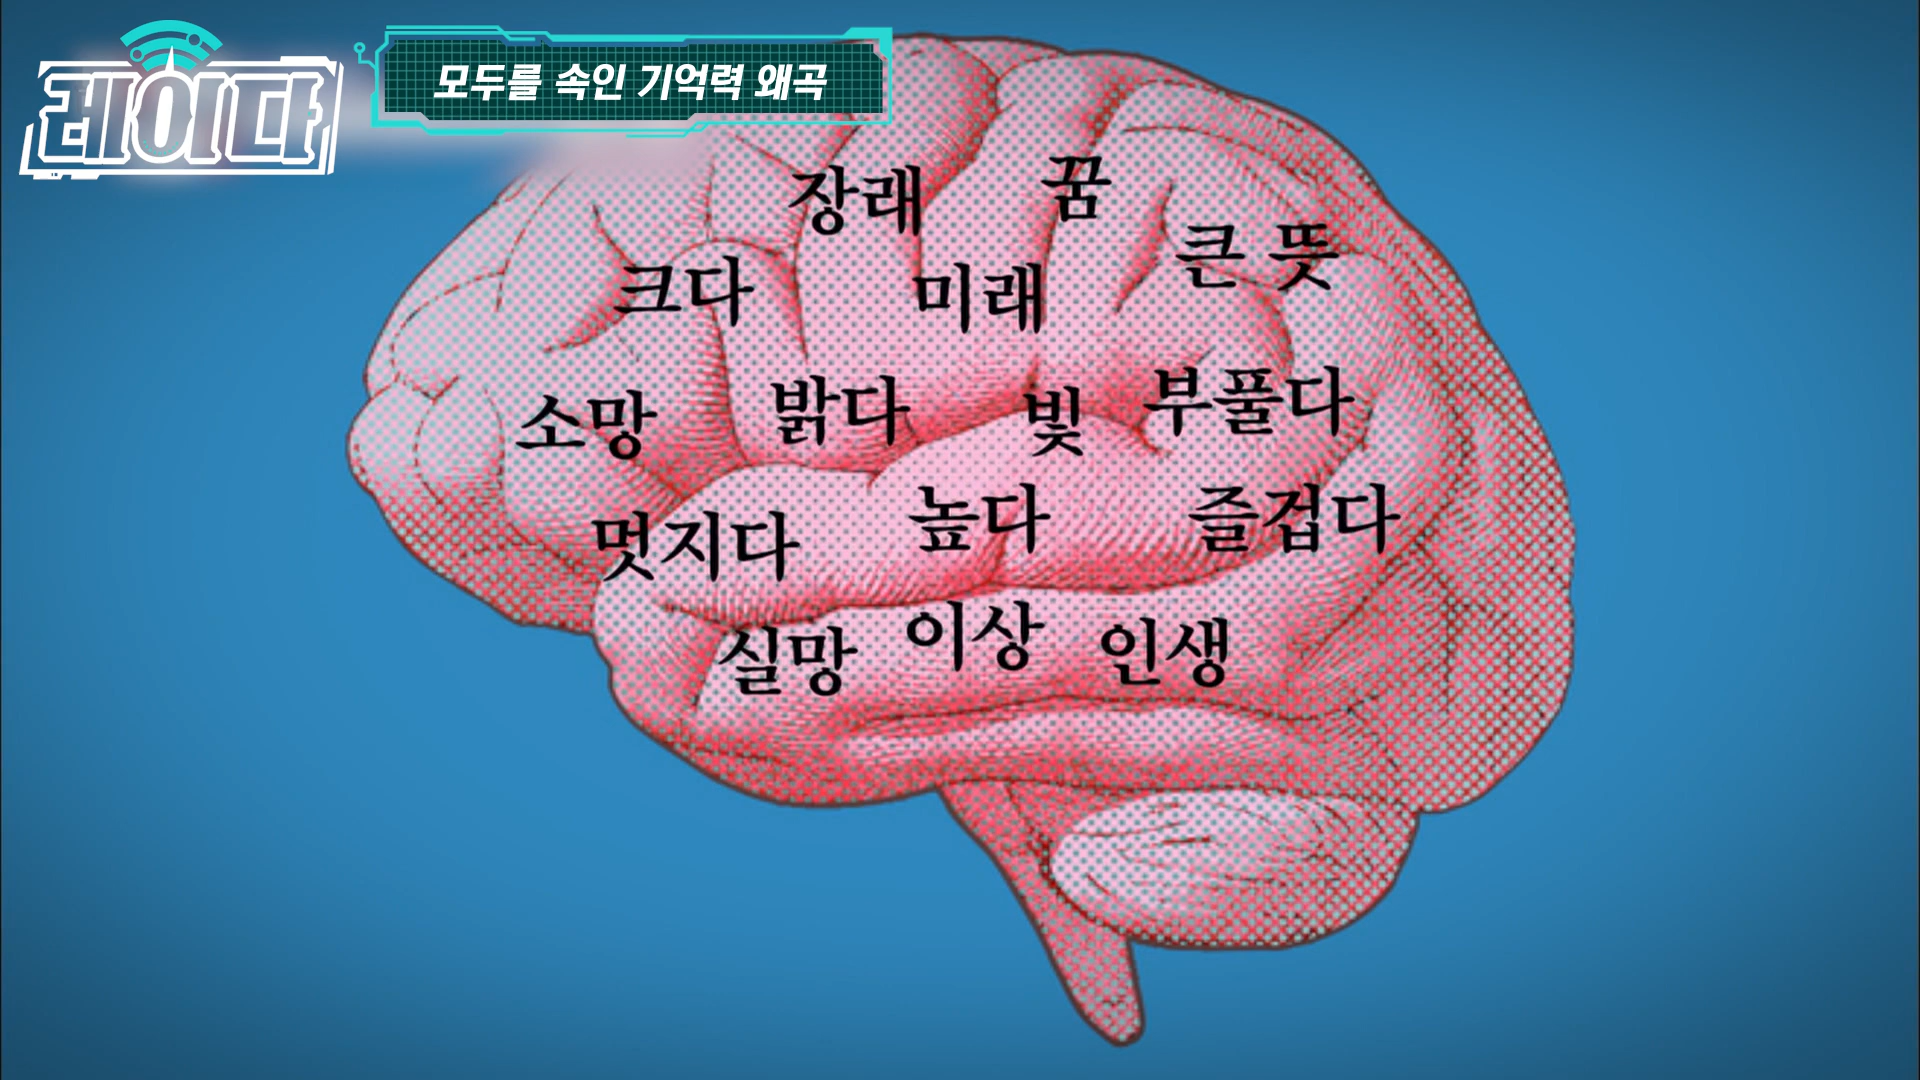 레이다
모두를 속인 기억력 왜곡
장래 꿈
큰 뜻
크다 미래
소망 밝다 빛 부풀다
멋지다 높다 즐겁다
실망 이상 인생